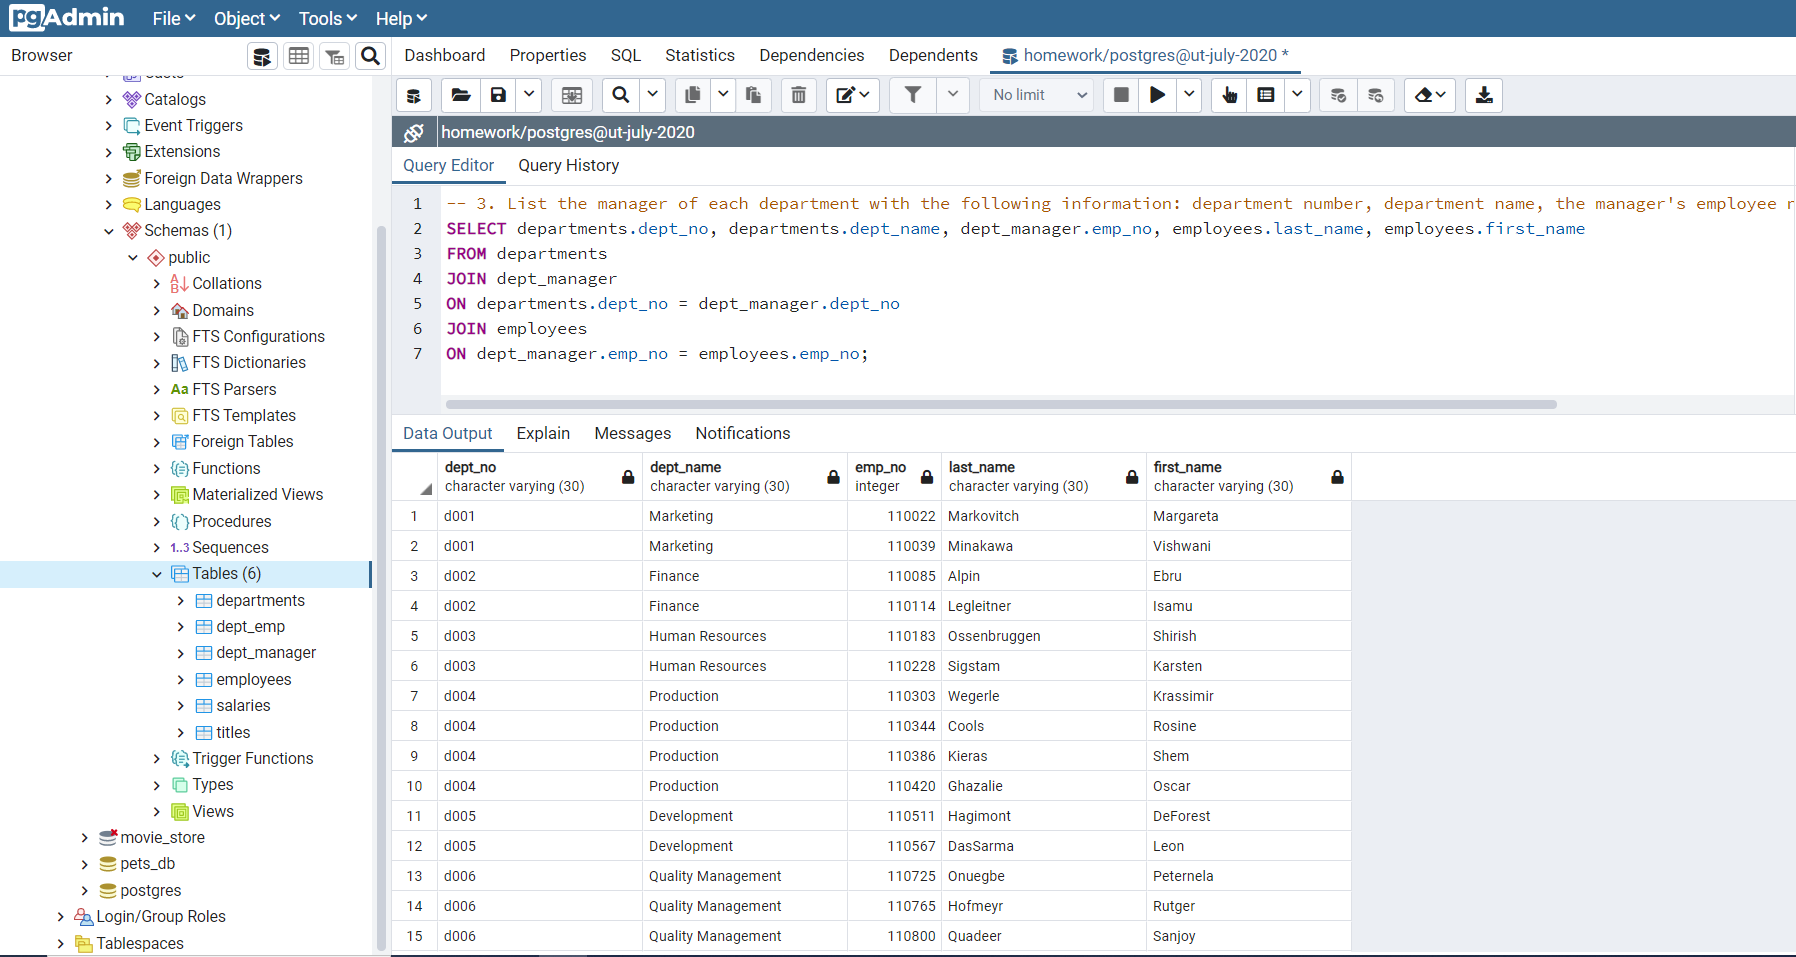 pgAdmin File Object Tools Help
Browser
Dashboard Properties SQL Statistics Dependencies Dependents homework/postgres@ut-july-2020 *
Catalogs
Event Triggers
Extensions
Foreign Data Wrappers
Languages
Schemas (1)
public
Collations
Domains
FTS Configurations
FTS Dictionaries
Aa FTS Parsers
FTS Templates
Foreign Tables
Functions
Materialized Views
Procedures
1..3 Sequences
Tables (6)
departments
dept_emp
dept_manager
employees
salaries
titles
Trigger Functions
Types
Views
movie_store
pets_db
postgres
Login/Group Roles
Tablespaces
No limit
homework/postgres@ut-july-2020
Query Editor Query History
1 -- 3. List the manager of each department with the following information: department number, department name, the manager's employee
2 SELECT departments.dept_no, departments.dept_name, dept_manager.emp_no, employees.last_name, employees.first_name
3 FROM departments
4 JOIN dept_manager
5 ON departments.dept_no = dept_manager.dept_no
6 JOIN employees
7 ON dept_manager.emp_no = employees.emp_no;
Data Output Explain Messages Notifications
dept_no dept_name emp_no last_name first_name
character varying (30) character varying (30) integer character varying (30) character varying (30)
1 d001 Marketing 110022 Markovitch Margareta
2 d001 Marketing 110039 Minakawa Vishwani
3 d002 Finance 110085 Alpin Ebru
4 d002 Finance 110114 Legleitner Isamu
5 d003 Human Resources 110183 Ossenbruggen Shirish
6 d003 Human Resources 110228 Sigstam Karsten
7 d004 Production 110303 Wegerle Krassimir
8 d004 Production 110344 Cools Rosine
9 d004 Production 110386 Kieras Shem
10 d004 Production 110420 Ghazalie Oscar
11 d005 Development 110511 Hagimont DeForest
12 d005 Development 110567 DasSarma Leon
13 d006 Quality Management 110725 Onuegbe Peternela
14 d006 Quality Management 110765 Hofmeyr Rutger
15 d006 Quality Management 110800 Quadeer Sanjoy